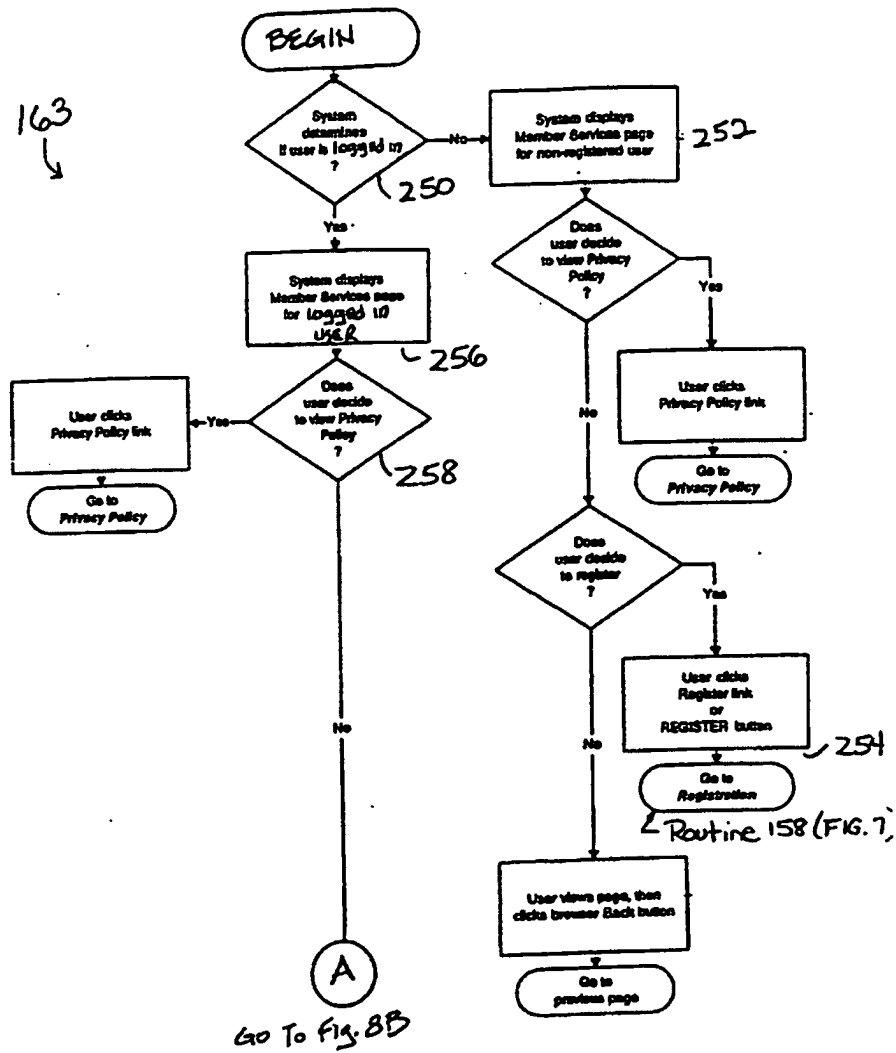 BEGIN
163
System
determines
if user is logged in
?
250
No
System displays
Member Services page
for non-registered user
252
Yes
System displays
Member Services page
for logged in
USER
256
Does
user decide
to view Privacy
Policy
?
258
Yes
User clicks
Privacy Policy link
Go to
Privacy Policy
No
A
GO TO Fig. 8B
Does
user decide
to view Privacy
Policy
?
Yes
User clicks
Privacy Policy link
Go to
Privacy Policy
No
Does
user decide
to register
?
Yes
User clicks
Register link
or
REGISTER button
254
Go to
Registration
Routine 158 (FIG. 7)
No
User views page, then
clicks browser Back button
Go to
previous page